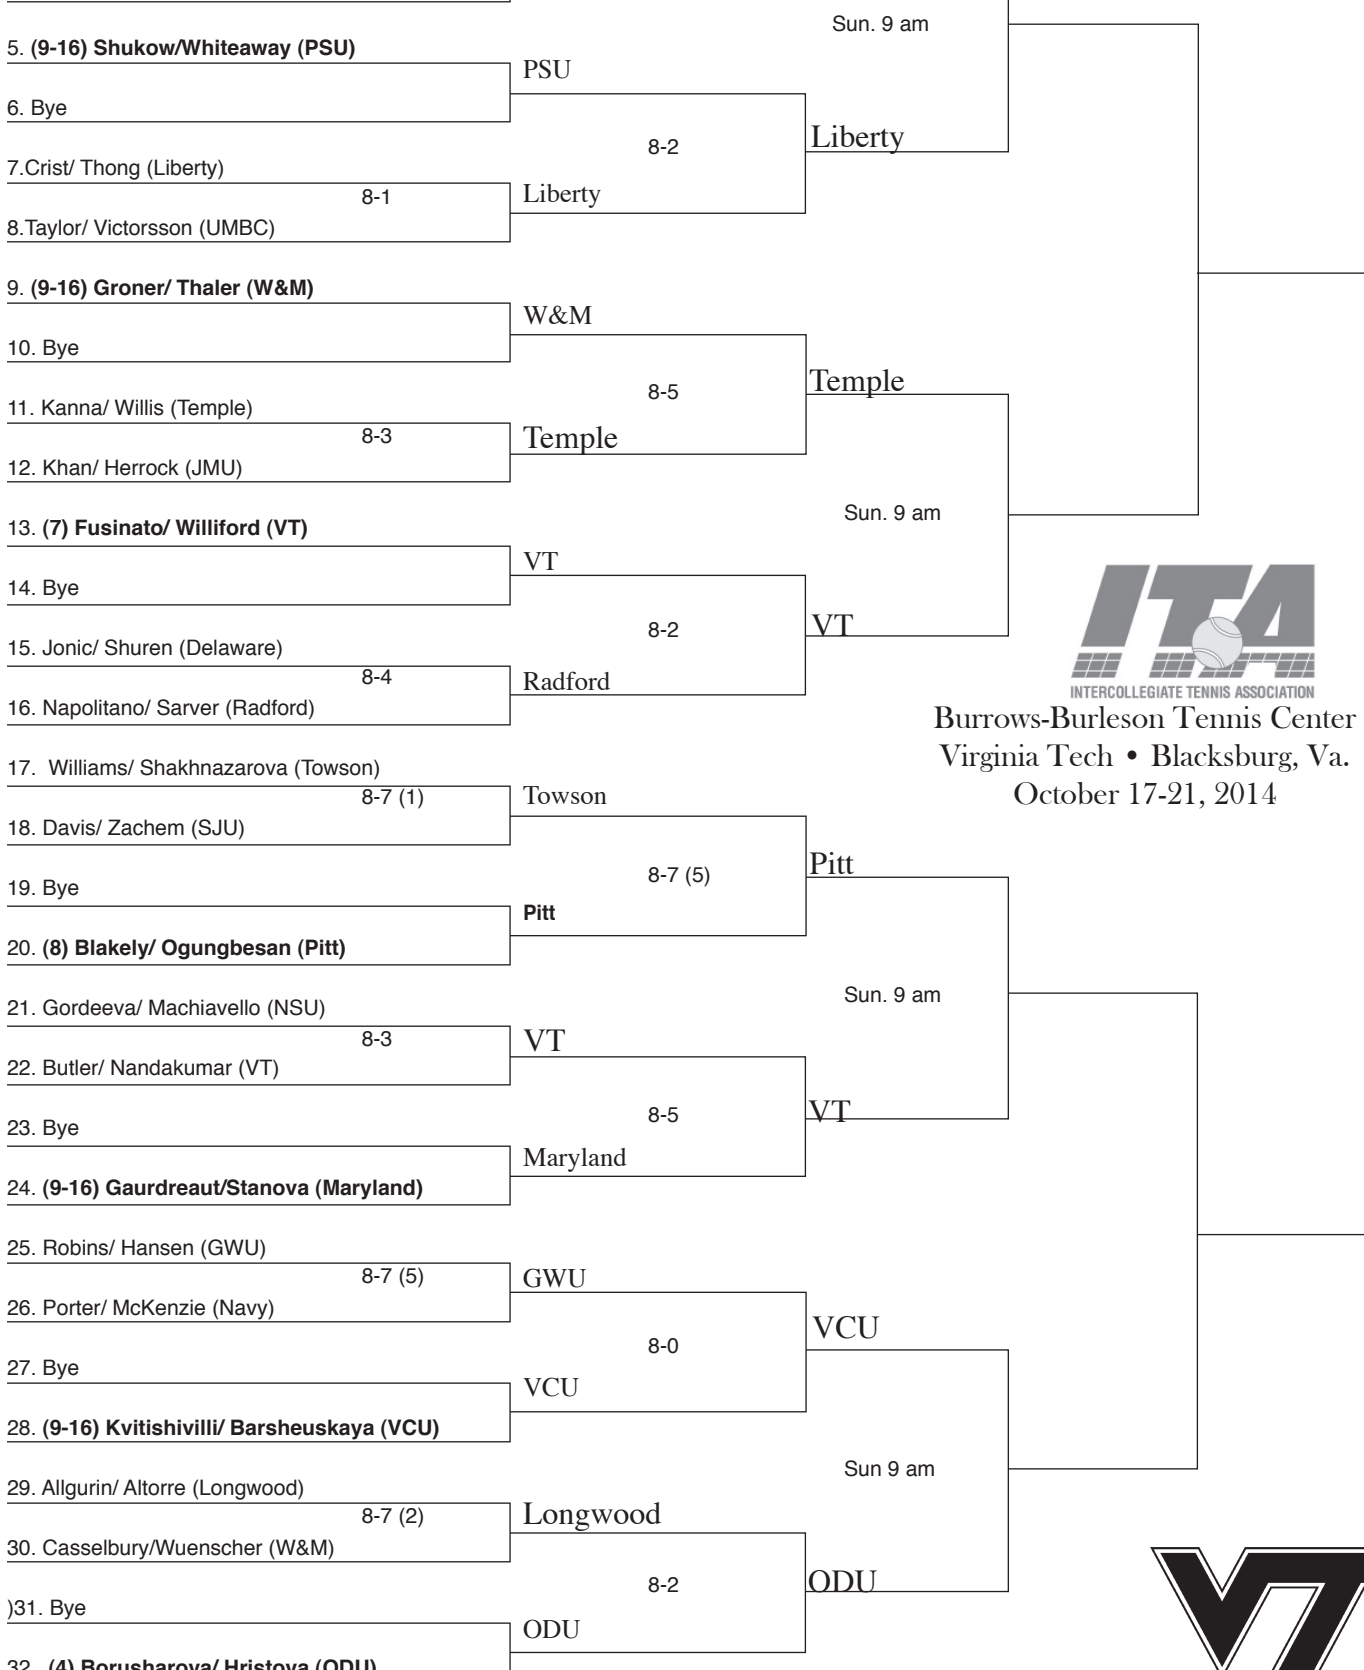 Sun. 9 am
5. (9-16) Shukow/Whiteaway (PSU)
PSU
6. Bye
8-2
Liberty
7.Crist/ Thong (Liberty)
8-1
Liberty
8.Taylor/ Victorsson (UMBC)
9. (9-16) Groner/ Thaler (W&M)
W&M
10. Bye
8-5
Temple
11. Kanna/ Willis (Temple)
8-3
Temple
12. Khan/ Herrock (JMU)
Sun. 9 am
13. (7) Fusinato/ Williford (VT)
VT
14. Bye
8-2
VT
15. Jonic/ Shuren (Delaware)
8-4
Radford
16. Napolitano/ Sarver (Radford)
ITA
INTERCOLLEGIATE TENNIS ASSOCIATION
Burrows-Burleson Tennis Center
Virginia Tech • Blacksburg, Va.
October 17-21, 2014
17. Williams/ Shakhnazarova (Towson)
8-7 (1)
Towson
18. Davis/ Zachem (SJU)
8-7 (5)
Pitt
19. Bye
Pitt
20. (8) Blakely/ Ogungbesan (Pitt)
Sun. 9 am
21. Gordeeva/ Machiavello (NSU)
8-3
VT
22. Butler/ Nandakumar (VT)
8-5
VT
23. Bye
Maryland
24. (9-16) Gaurdreaut/Stanova (Maryland)
25. Robins/ Hansen (GWU)
8-7 (5)
GWU
26. Porter/ McKenzie (Navy)
8-0
VCU
27. Bye
VCU
28. (9-16) Kvitishivilli/ Barsheuskaya (VCU)
Sun 9 am
29. Allgurin/ Altorre (Longwood)
8-7 (2)
Longwood
30. Casselbury/Wuenscher (W&M)
8-2
ODU
)31. Bye
ODU
32. (4) Borusharova/ Hristova (ODU)
VT